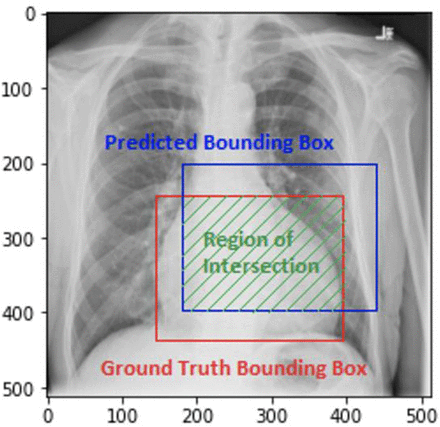 0
100
Predicted Bounding Box
200
Region of
Intersection
300
400
Ground Truth Bounding Box
500
0 100 200 300 400 500